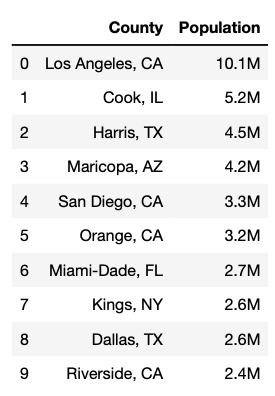 County Population
0 Los Angeles, CA 10.1M
1 Cook, IL 5.2M
2 Harris, TX 4.5M
3 Maricopa, AZ 4.2M
4 San Diego, CA 3.3M
5 Orange, CA 3.2M
6 Miami-Dade, FL 2.7M
7 Kings, NY 2.6M
8 Dallas, TX 2.6M
9 Riverside, CA 2.4M